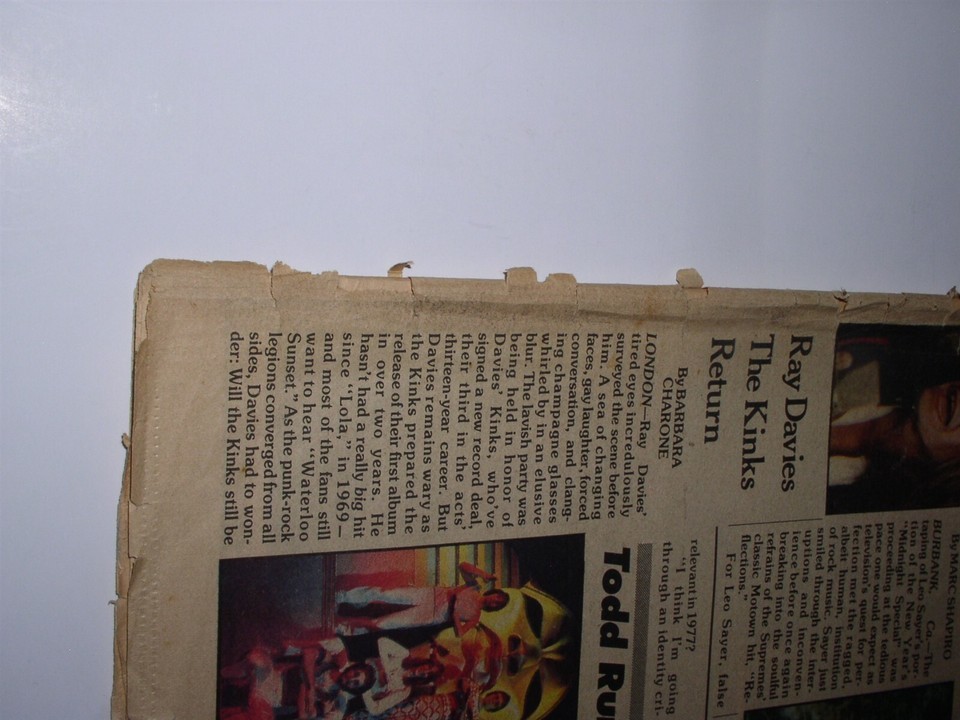 Ray Davies
The Kinks
Return
By BARBARA
CHARONE
LONDON—Ray Davies'
tired eyes incredulously
surveyed the scene before
him. A sea of changing
faces, gay laughter, forced
conversation, and clang-
ing champagne glasses
whirled by in an elusive
blur. The lavish party was
being held in honor of
Davies' Kinks, who've
signed a new record deal,
their third in the acts'
thirteen-year career. But
Davies remains wary as
the Kinks prepared the
release of their first album
in over two years. He
hasn't had a really big hit
since "Lola," in 1969—
and most of the fans still
want to hear "Waterloo
Sunset." As the punk-rock
legions converged from all
sides, Davies had to won-
der: Will the Kinks still be
relevant in 1977?
"I think I'm going
through an identity cri-
By MARC SHAPIRO
BURBANK, Ca.—The
taping of Leo Sayer's por-
tion of the New Year's
"Midnight Special" was
proceeding at the tedious
pace one would expect as
television's quest for per-
fection met the ragged,
albeit human, institution
of rock music. Sayer just
smiled through the inter-
uptions and inconven-
ience before once again
breaking into the soulful
refrains of the Supremes'
classic Motown hit, "Re-
flections."
For Leo Sayer, false
Todd Ru